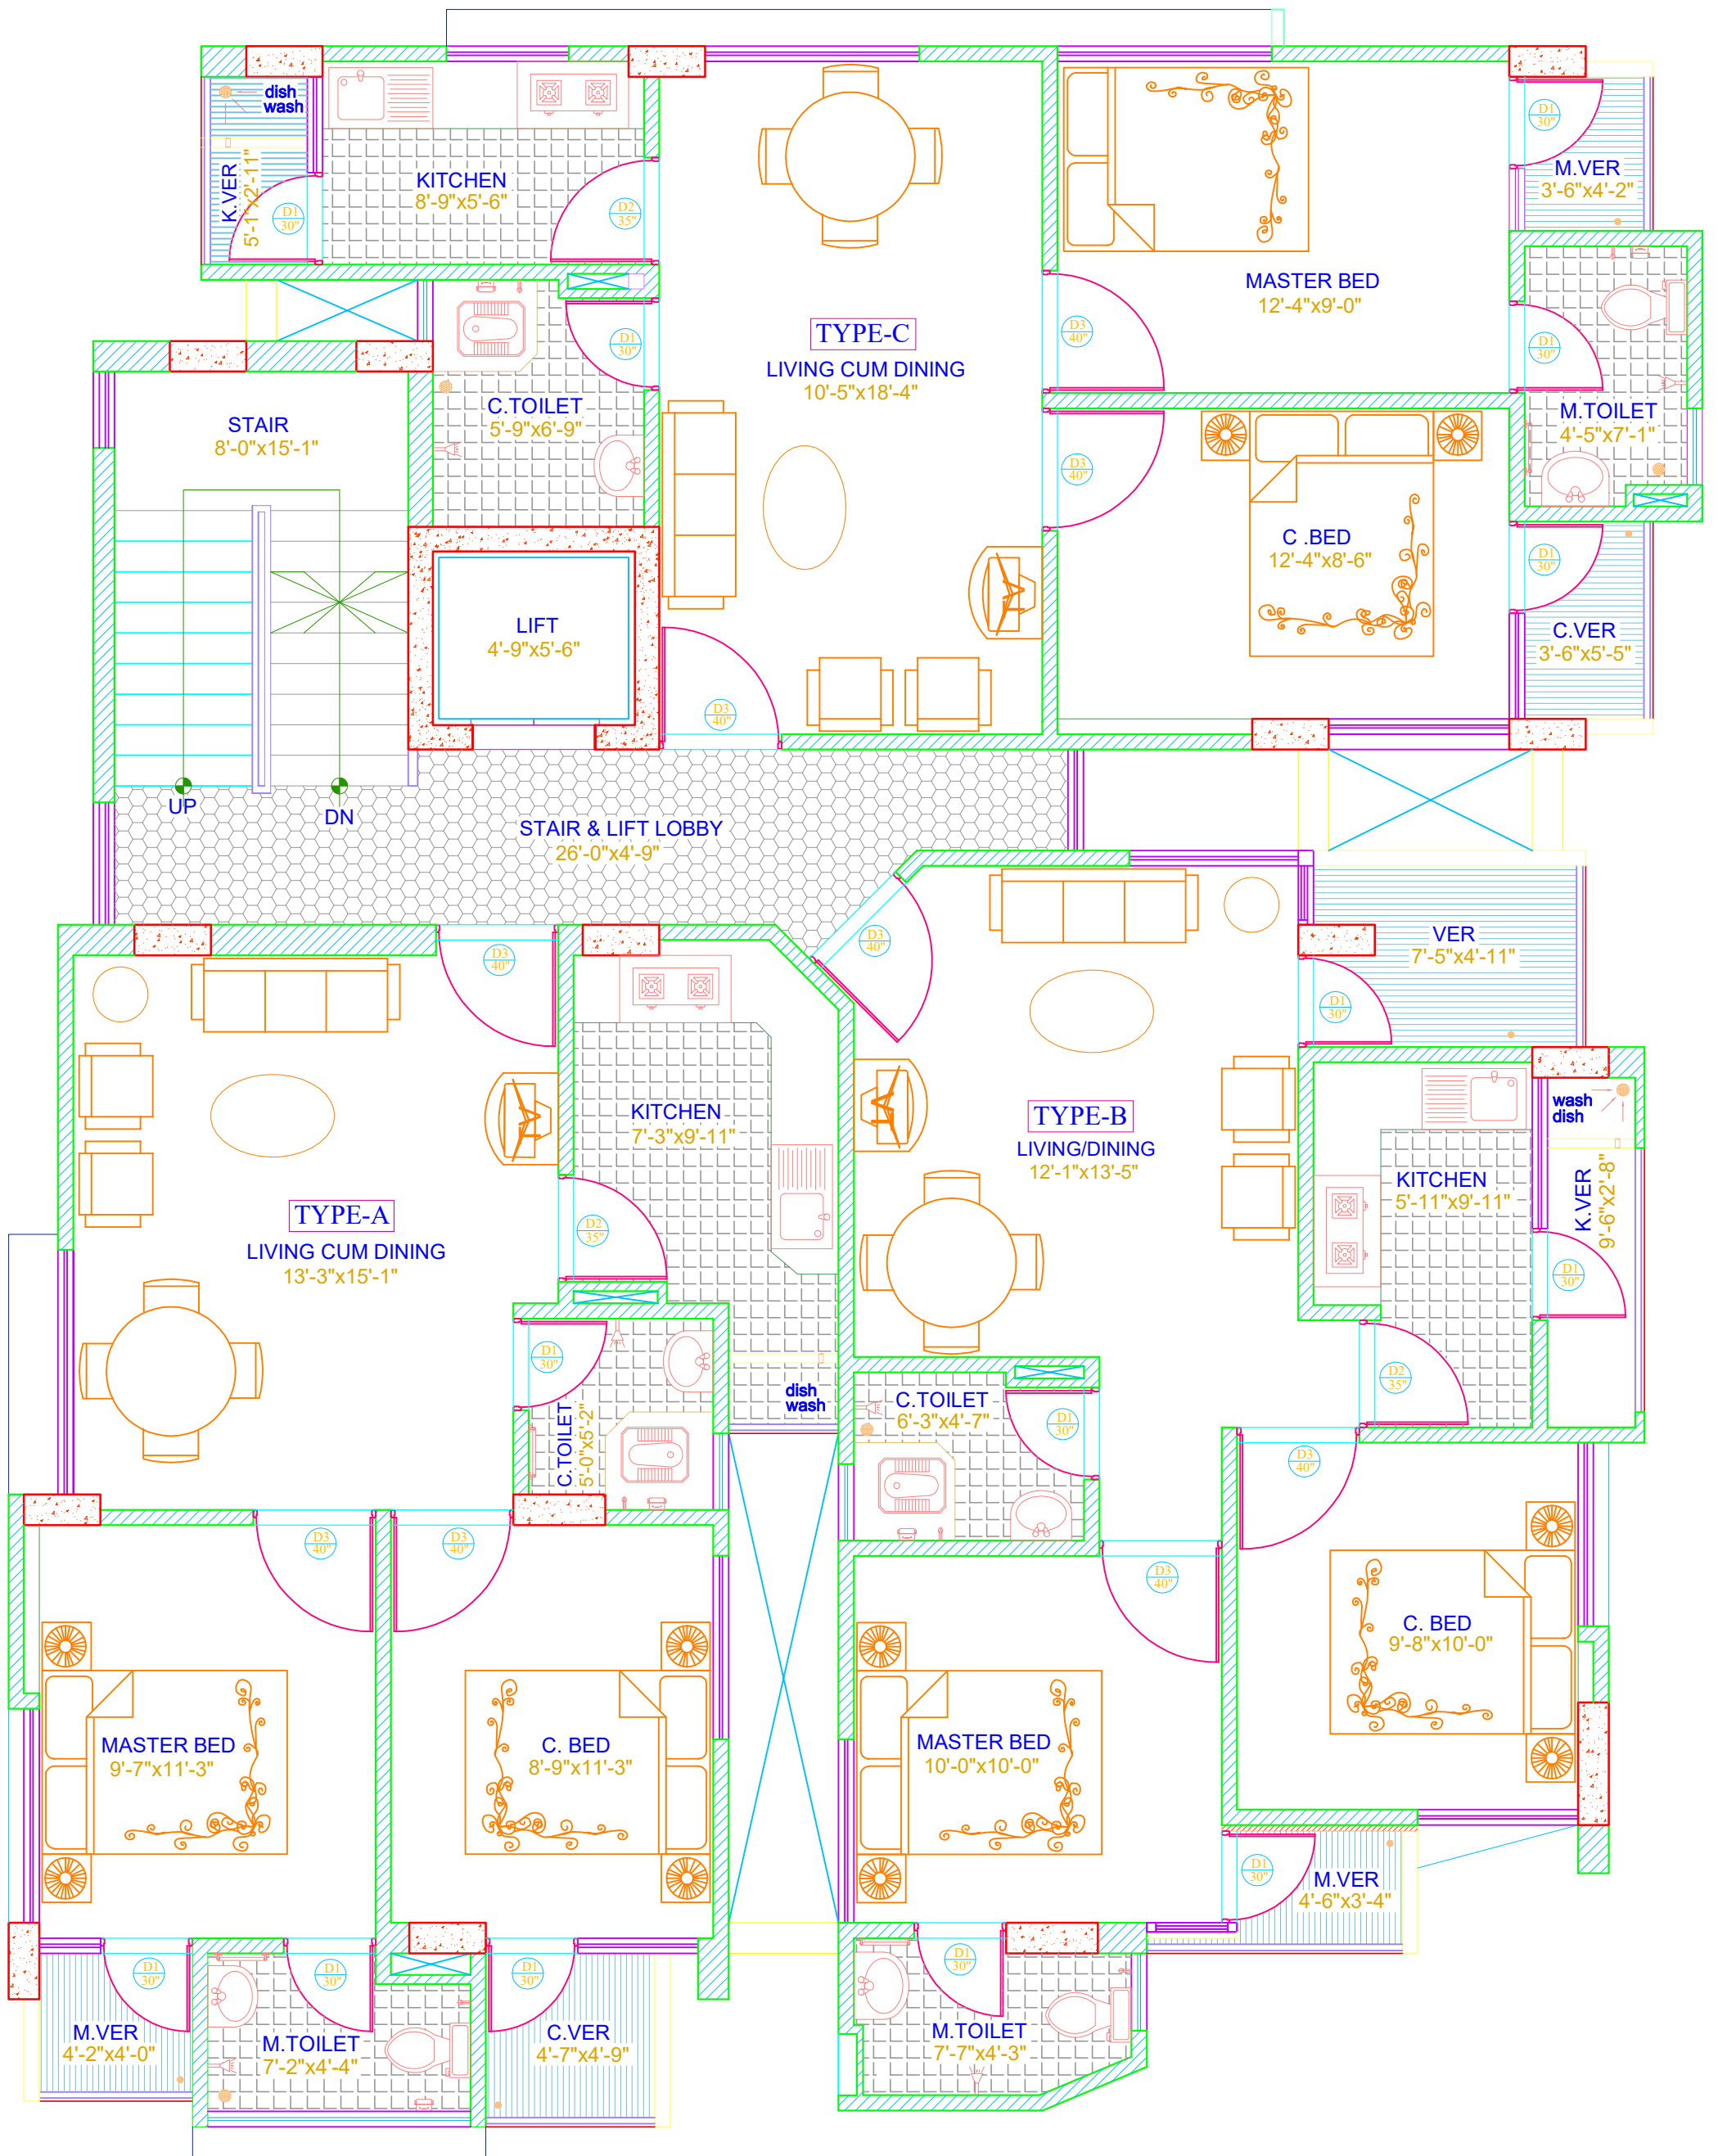 dish
wash
K.VER
5'-1"x2'-11"
D1
30"
KITCHEN
8'-9"x5'-6"
D2
35"
D1
30"
M.VER
3'-6"x4'-2"
MASTER BED
12'-4"x9'-0"
TYPE-C
LIVING CUM DINING
10'-5"x18'-4"
D3
40"
D1
30"
D1
30"
C.TOILET
5'-9"x6'-9"
M.TOILET
4'-5"x7'-1"
STAIR
8'-0"x15'-1"
D3
40"
C .BED
12'-4"x8'-6"
D1
30"
LIFT
4'-9"x5'-6"
C.VER
3'-6"x5'-5"
D3
40"
UP
DN
STAIR & LIFT LOBBY
26'-0"x4'-9"
D3
40"
D3
40"
VER
7'-5"x4'-11"
D1
30"
KITCHEN
7'-3"x9'-11"
TYPE-B
LIVING/DINING
12'-1"x13'-5"
wash
dish
KITCHEN
5'-11"x9'-11"
K.VER
9'-6"x2'-8"
TYPE-A
LIVING CUM DINING
13'-3"x15'-1"
D2
35"
D1
30"
D1
30"
D2
35"
dish
wash
C.TOILET
5'-0"x5'-2"
C.TOILET
6'-3"x4'-7"
D1
30"
D3
40"
D3
40"
D3
40"
D3
40"
C. BED
9'-8"x10'-0"
MASTER BED
9'-7"x11'-3"
C. BED
8'-9"x11'-3"
MASTER BED
10'-0"x10'-0"
D1
30"
M.VER
4'-6"x3'-4"
D1
30"
D1
30"
D1
30"
D1
30"
M.VER
4'-2"x4'-0"
M.TOILET
7'-2"x4'-4"
C.VER
4'-7"x4'-9"
M.TOILET
7'-7"x4'-3"